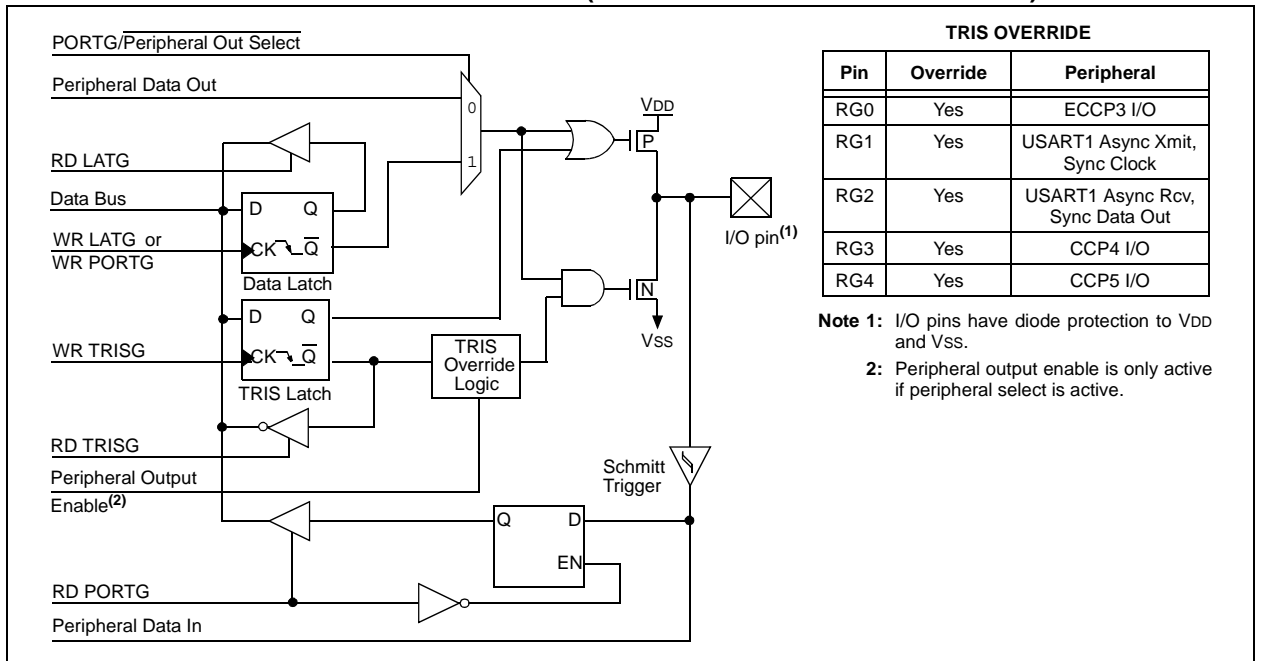 PORTG/Peripheral Out Select
Peripheral Data Out
RD LATG
Data Bus
WR LATG or
WR PORTG
D Q
CK Q
Data Latch
D Q
CK Q
TRIS Latch
WR TRISG
RD TRISG
Peripheral Output
Enable(2)
RD PORTG
Peripheral Data In
0
1
TRIS
Override
Logic
VDD
P
N
VSS
I/O pin(1)
Schmitt
Trigger
Q D
EN
TRIS OVERRIDE
Pin Override Peripheral
RG0 Yes ECCP3 I/O
RG1 Yes USART1 Async Xmit,
Sync Clock
RG2 Yes USART1 Async Rcv,
Sync Data Out
RG3 Yes CCP4 I/O
RG4 Yes CCP5 I/O
Note 1: I/O pins have diode protection to VDD
and VSS.
2: Peripheral output enable is only active
if peripheral select is active.